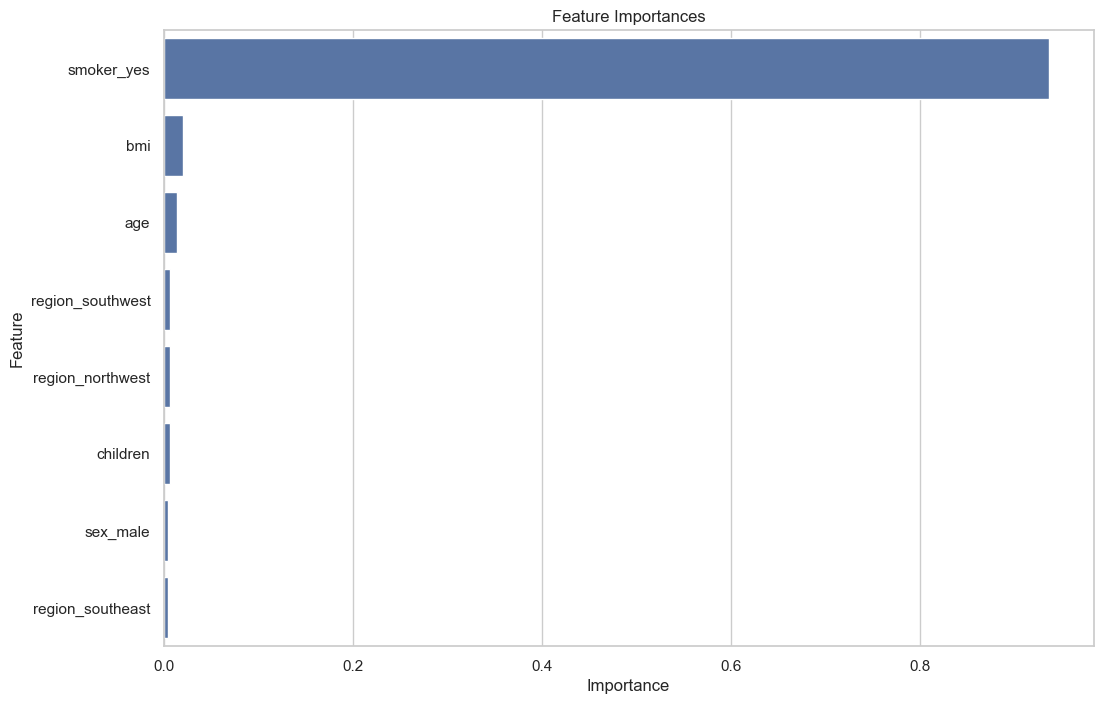 Feature Importances
smoker_yes
bmi
age
region_southwest
region_northwest
children
sex_male
region_southeast
Feature
0.0 0.2 0.4 0.6 0.8
Importance